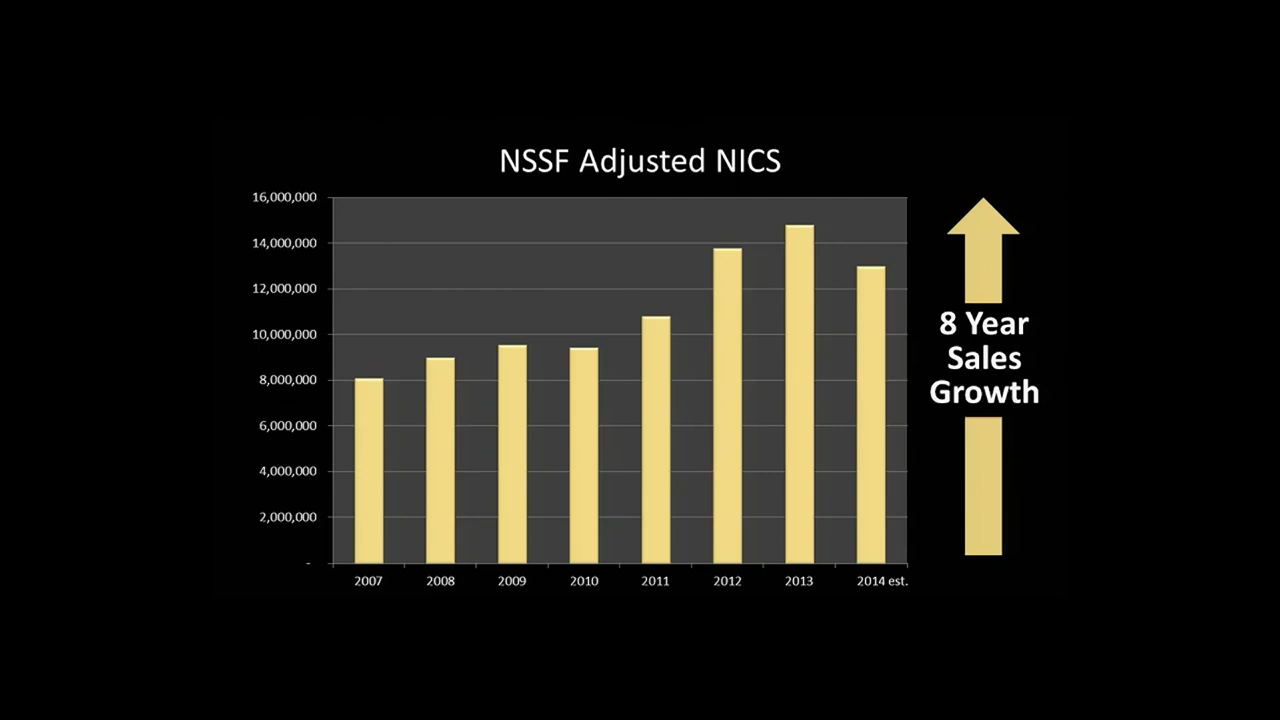 NSSF Adjusted NICS
16,000,000
14,000,000
12,000,000
10,000,000
8,000,000
6,000,000
4,000,000
2,000,000
-
2007 2008 2009 2010 2011 2012 2013 2014 est.
8 Year
Sales
Growth